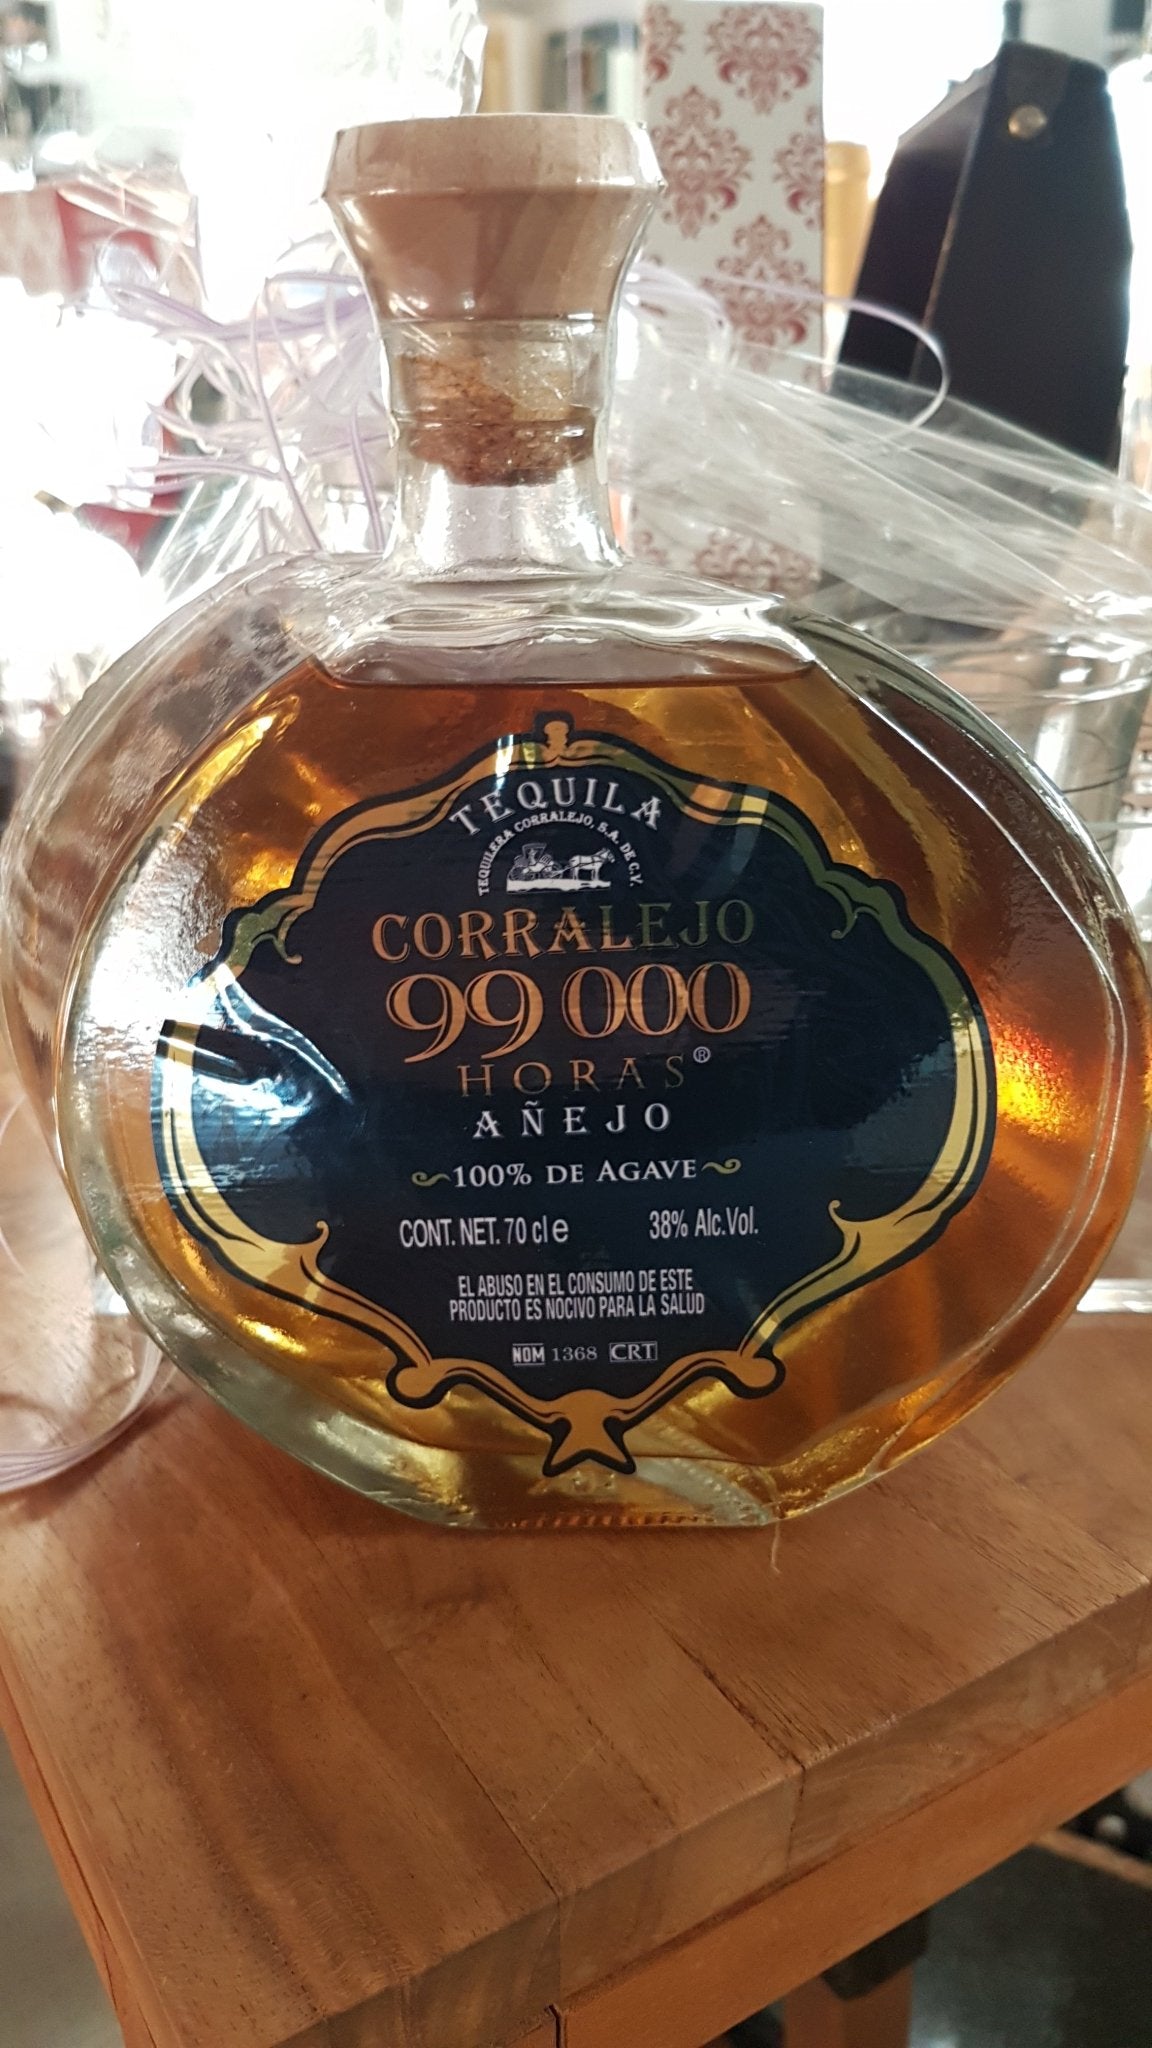 TEQUILA
TEQUILERA CORRALEJO, S.A. DE C.V.
CORRALEJO
99 000
HORAS®
AÑEJO
100% DE AGAVE
CONT. NET. 70 cl e 38% Alc.Vol.
EL ABUSO EN EL CONSUMO DE ESTE
PRODUCTO ES NOCIVO PARA LA SALUD
NOM 1368 CRT